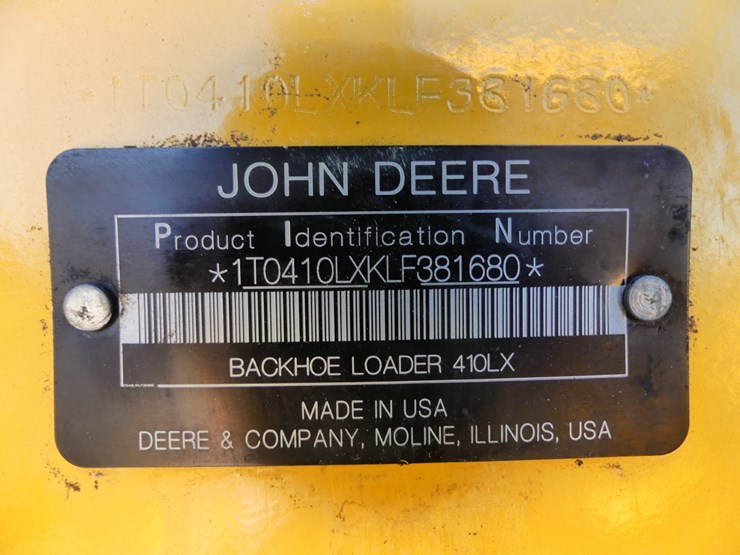 *1T0410LXKLF381680*
JOHN DEERE
Product Identification Number
*1T0410LXKLF381680*
BACKHOE LOADER 410LX
MADE IN USA
DEERE & COMPANY, MOLINE, ILLINOIS, USA